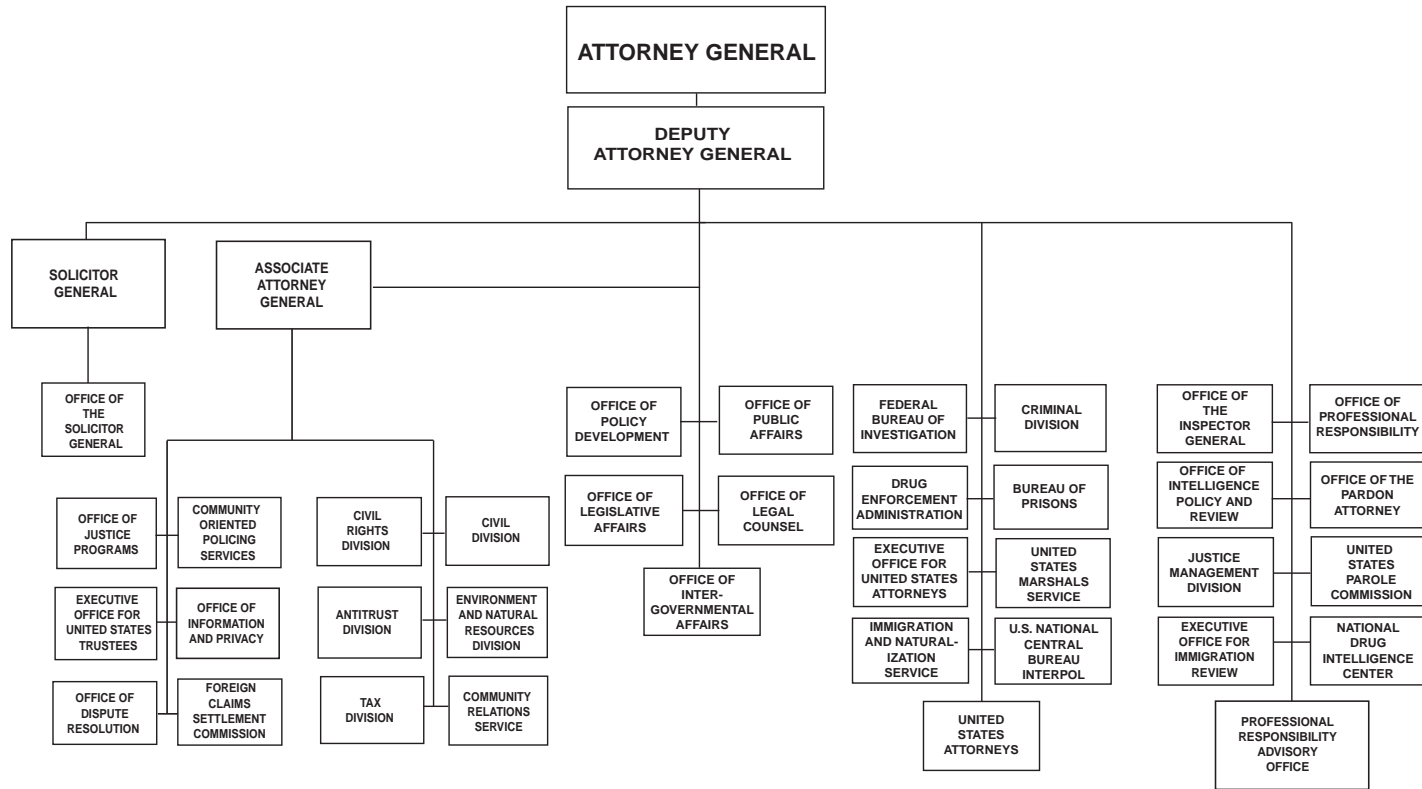 ATTORNEY GENERAL
DEPUTY
ATTORNEY GENERAL
SOLICITOR
GENERAL
ASSOCIATE
ATTORNEY
GENERAL
OFFICE OF
THE
SOLICITOR
GENERAL
OFFICE OF
JUSTICE
PROGRAMS
COMMUNITY
ORIENTED
POLICING
SERVICES
EXECUTIVE
OFFICE FOR
UNITED STATES
TRUSTEES
OFFICE OF
INFORMATION
AND PRIVACY
OFFICE OF
DISPUTE
RESOLUTION
FOREIGN
CLAIMS
SETTLEMENT
COMMISSION
CIVIL
RIGHTS
DIVISION
CIVIL
DIVISION
ANTITRUST
DIVISION
ENVIRONMENT
AND NATURAL
RESOURCES
DIVISION
TAX
DIVISION
COMMUNITY
RELATIONS
SERVICE
OFFICE OF
POLICY
DEVELOPMENT
OFFICE OF
PUBLIC
AFFAIRS
OFFICE OF
LEGISLATIVE
AFFAIRS
OFFICE OF
LEGAL
COUNSEL
OFFICE OF
INTER-
GOVERNMENTAL
AFFAIRS
FEDERAL
BUREAU OF
INVESTIGATION
CRIMINAL
DIVISION
DRUG
ENFORCEMENT
ADMINISTRATION
BUREAU OF
PRISONS
EXECUTIVE
OFFICE FOR
UNITED STATES
ATTORNEYS
UNITED
STATES
MARSHALS
SERVICE
IMMIGRATION
AND NATURAL-
IZATION
SERVICE
U.S. NATIONAL
CENTRAL
BUREAU
INTERPOL
UNITED
STATES
ATTORNEYS
OFFICE OF
THE
INSPECTOR
GENERAL
OFFICE OF
PROFESSIONAL
RESPONSIBILITY
OFFICE OF
INTELLIGENCE
POLICY AND
REVIEW
OFFICE OF THE
PARDON
ATTORNEY
JUSTICE
MANAGEMENT
DIVISION
UNITED
STATES
PAROLE
COMMISSION
EXECUTIVE
OFFICE FOR
IMMIGRATION
REVIEW
NATIONAL
DRUG
INTELLIGENCE
CENTER
PROFESSIONAL
RESPONSIBILITY
ADVISORY
OFFICE